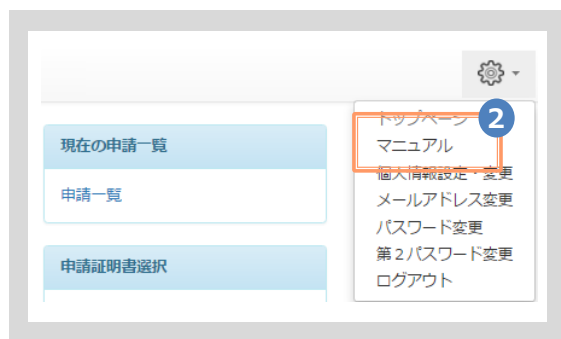 トップページ
2
現在の申請一覧
マニュアル
個人情報設定・変更
申請一覧
メールアドレス変更
パスワード変更
第2パスワード変更
申請証明書選択
ログアウト